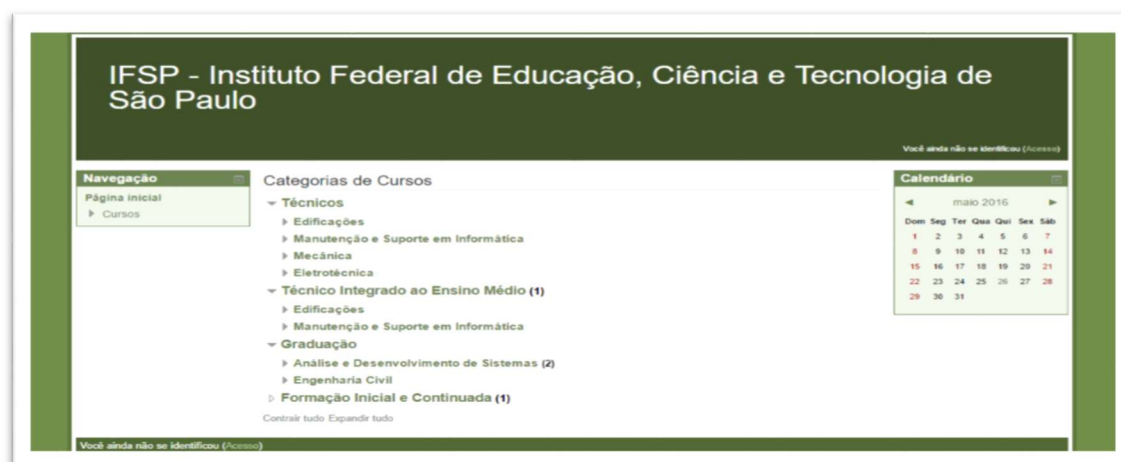 IFSP - Instituto Federal de Educação, Ciência e Tecnologia de
São Paulo
Você ainda não se identificou (Acesso)
Navegação
Página inicial
Cursos
Categorias de Cursos
Técnicos
Edificações
Manutenção e Suporte em Informática
Mecânica
Eletrotécnica
Técnico Integrado ao Ensino Médio (1)
Edificações
Manutenção e Suporte em Informática
Graduação
Análise e Desenvolvimento de Sistemas (2)
Engenharia Civil
Formação Inicial e Continuada (1)
Contrair tudo Expandir tudo
Calendário
maio 2016
Dom Seg Ter Qua Qui Sex Sáb
1 2 3 4 5 6 7
8 9 10 11 12 13 14
15 16 17 18 19 20 21
22 23 24 25 26 27 28
29 30 31
Você ainda não se identificou (Acesso)